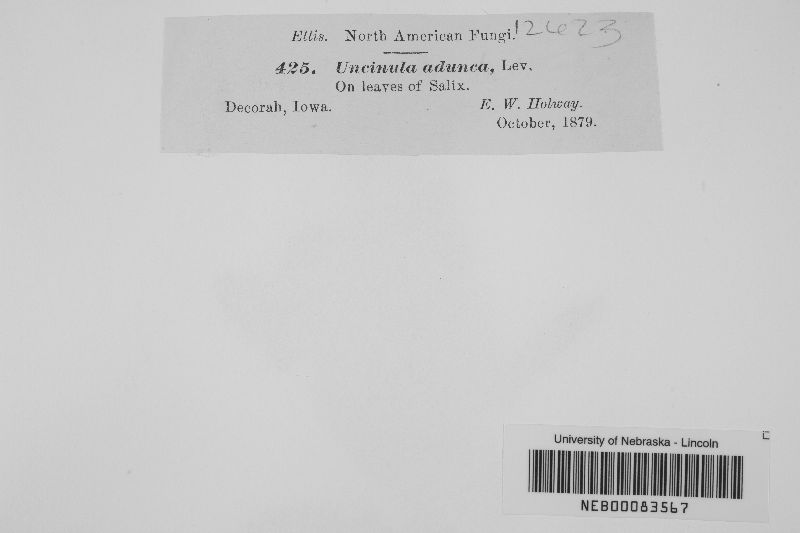 Ellis. North American Fungi. 12623
425. Uncinula adunca, Lev.
On leaves of Salix.
Decorah, Iowa. E. W. Holway.
October, 1879.
University of Nebraska - Lincoln
NEB00083567